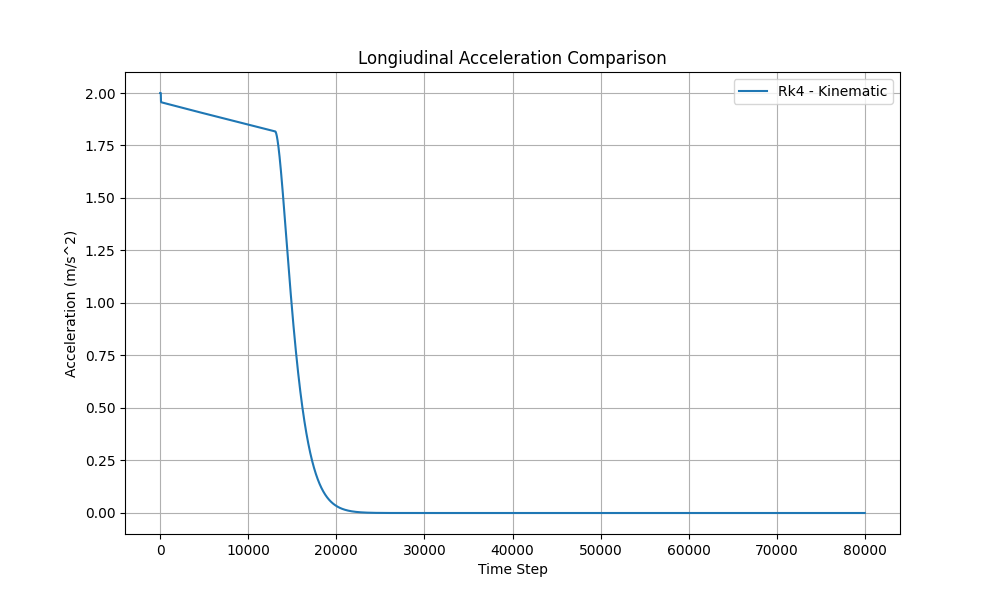 Longiudinal Acceleration Comparison
Rk4 - Kinematic
Acceleration (m/s^2)
2.00
1.75
1.50
1.25
1.00
0.75
0.50
0.25
0.00
0 10000 20000 30000 40000 50000 60000 70000 80000
Time Step